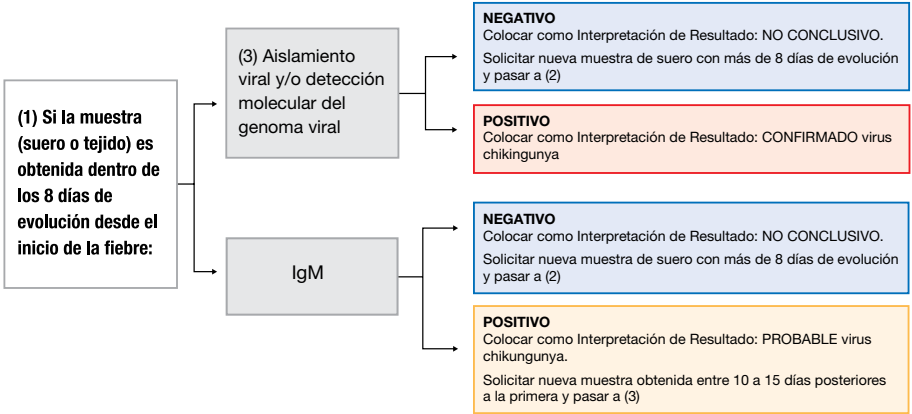 (1) Si la muestra
(suero o tejido) es
obtenida dentro de
los 8 días de
evolución desde el
inicio de la fiebre:
(3) Aislamiento
viral y/o detección
molecular del
genoma viral
NEGATIVO
Colocar como Interpretación de Resultado: NO CONCLUSIVO.
Solicitar nueva muestra de suero con más de 8 días de evolución
y pasar a (2)
POSITIVO
Colocar como Interpretación de Resultado: CONFIRMADO virus
chikingunya
IgM
NEGATIVO
Colocar como Interpretación de Resultado: NO CONCLUSIVO.
Solicitar nueva muestra de suero con más de 8 días de evolución
y pasar a (2)
POSITIVO
Colocar como Interpretación de Resultado: PROBABLE virus
chikungunya.
Solicitar nueva muestra obtenida entre 10 a 15 días posteriores
a la primera y pasar a (3)